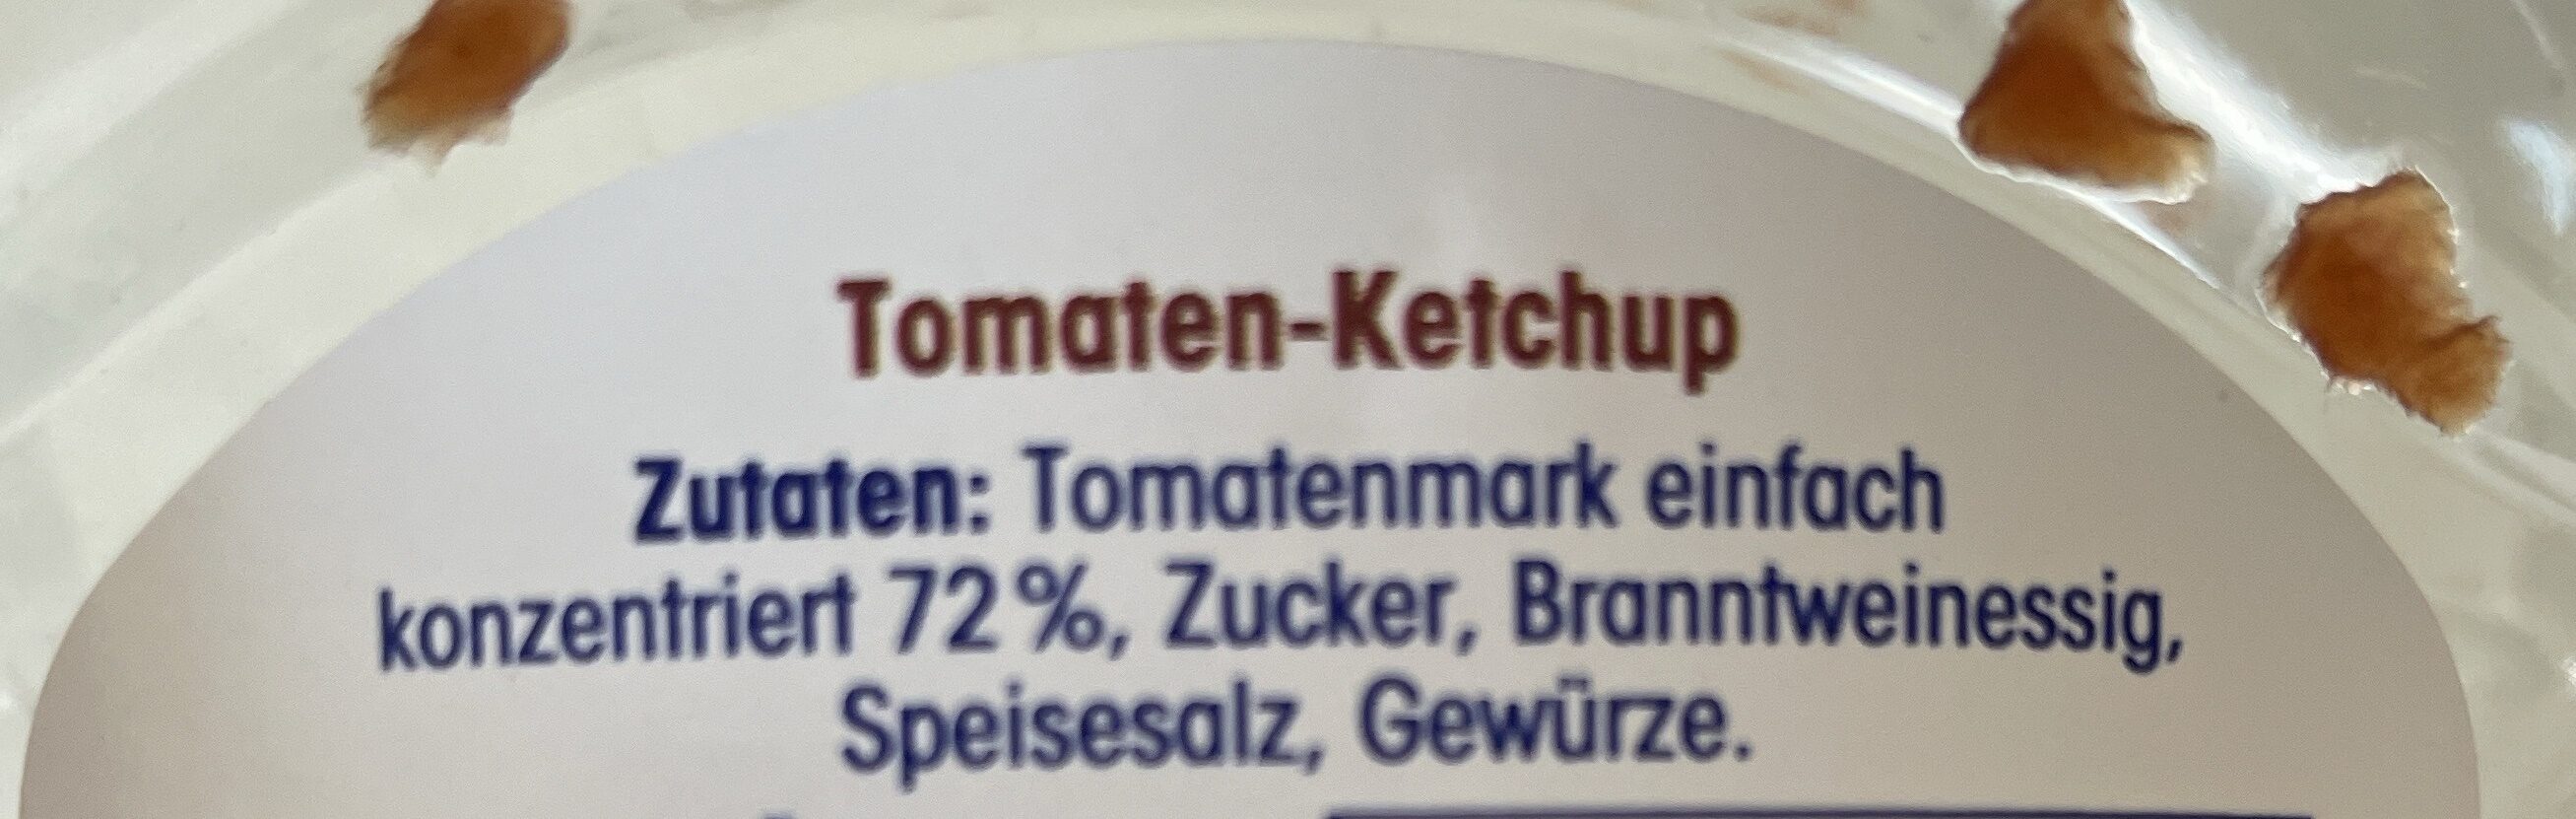 Tomaten-Ketchup
Zutaten: Tomatenmark einfach
konzentriert 72%, Zucker, Branntweinessig,
Speisesalz, Gewürze.